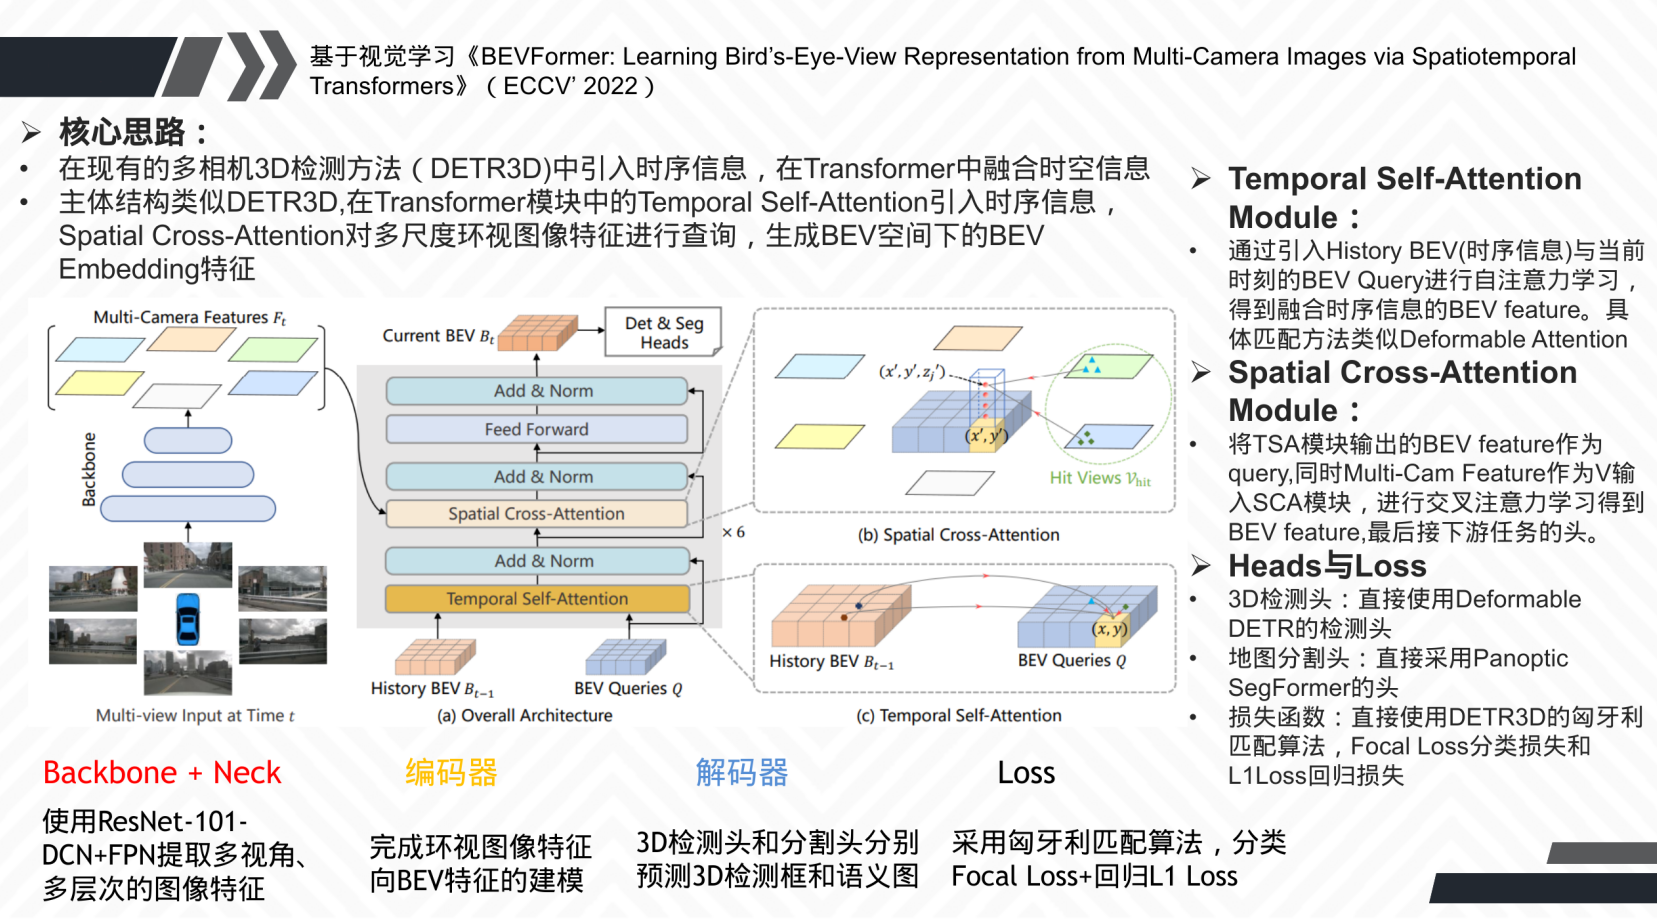 基于视觉学习《BEVFormer: Learning Bird's-Eye-View Representation from Multi-Camera Images via Spatiotemporal
Transformers》（ECCV' 2022）
➢ 核心思路：
• 在现有的多相机3D检测方法（DETR3D)中引入时序信息，在Transformer中融合时空信息
• 主体结构类似DETR3D,在Transformer模块中的Temporal Self-Attention引入时序信息，
Spatial Cross-Attention对多尺度环视图像特征进行查询，生成BEV空间下的BEV
Embedding特征
Multi-Camera Features Fₜ
Backbone
Multi-view Input at Time t
Current BEV Bₜ
Det & Seg
Heads
Add & Norm
Feed Forward
Add & Norm
Spatial Cross-Attention
× 6
Add & Norm
Temporal Self-Attention
History BEV Bₜ₋₁
BEV Queries Q
(a) Overall Architecture
(x′, y′, zⱼ′)
(x′, y′)
Hit Views 𝒱hit
(b) Spatial Cross-Attention
(x, y)
History BEV Bₜ₋₁
BEV Queries Q
(c) Temporal Self-Attention
➢ Temporal Self-Attention
Module：
• 通过引入History BEV(时序信息)与当前
时刻的BEV Query进行自注意力学习，
得到融合时序信息的BEV feature。具
体匹配方法类似Deformable Attention
➢ Spatial Cross-Attention
Module：
• 将TSA模块输出的BEV feature作为
query,同时Multi-Cam Feature作为V输
入SCA模块，进行交叉注意力学习得到
BEV feature,最后接下游任务的头。
➢ Heads与Loss
• 3D检测头：直接使用Deformable
DETR的检测头
• 地图分割头：直接采用Panoptic
SegFormer的头
• 损失函数：直接使用DETR3D的匈牙利
匹配算法，Focal Loss分类损失和
L1Loss回归损失
Backbone + Neck
使用ResNet-101-
DCN+FPN提取多视角、
多层次的图像特征
编码器
完成环视图像特征
向BEV特征的建模
解码器
3D检测头和分割头分别
预测3D检测框和语义图
Loss
采用匈牙利匹配算法，分类
Focal Loss+回归L1 Loss